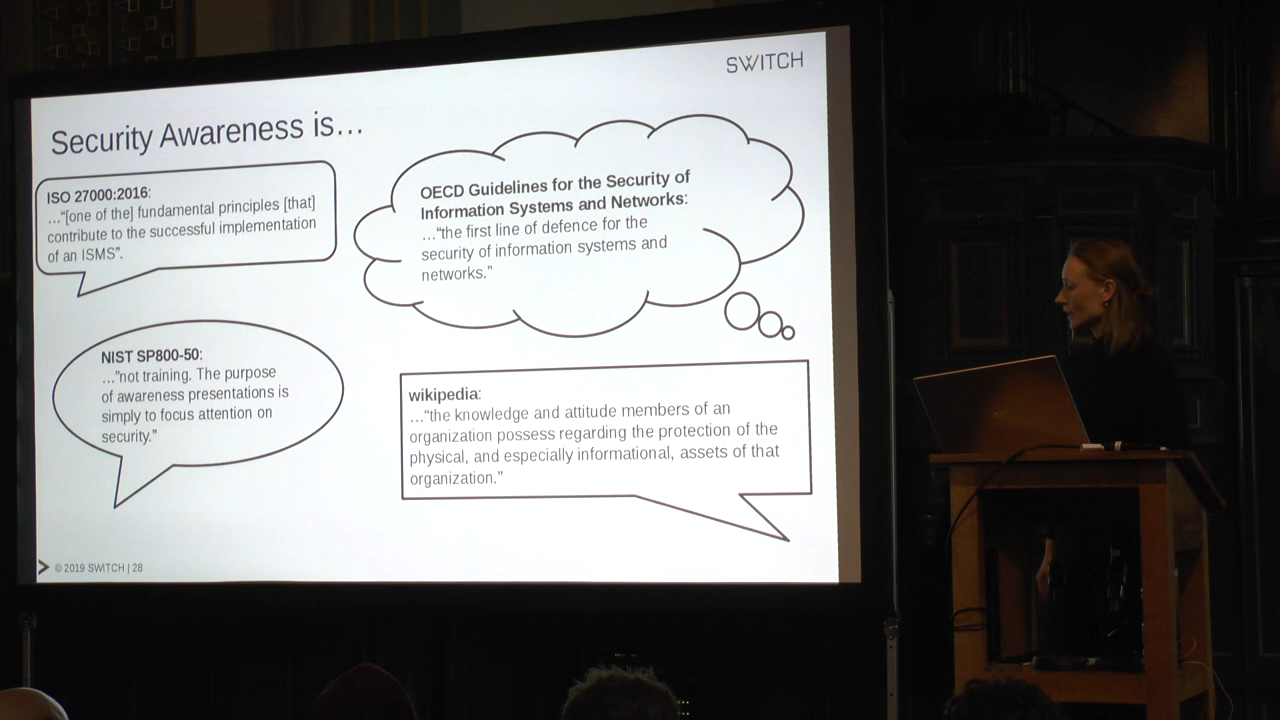 SWITCH
Security Awareness is…
ISO 27000:2016:
…“[one of the] fundamental principles [that]
contribute to the successful implementation
of an ISMS”.
OECD Guidelines for the Security of
Information Systems and Networks:
…“the first line of defence for the
security of information systems and
networks.”
NIST SP800-50:
…“not training. The purpose
of awareness presentations is
simply to focus attention on
security.”
wikipedia:
…“the knowledge and attitude members of an
organization possess regarding the protection of the
physical, and especially informational, assets of that
organization.”
© 2019 SWITCH | 28